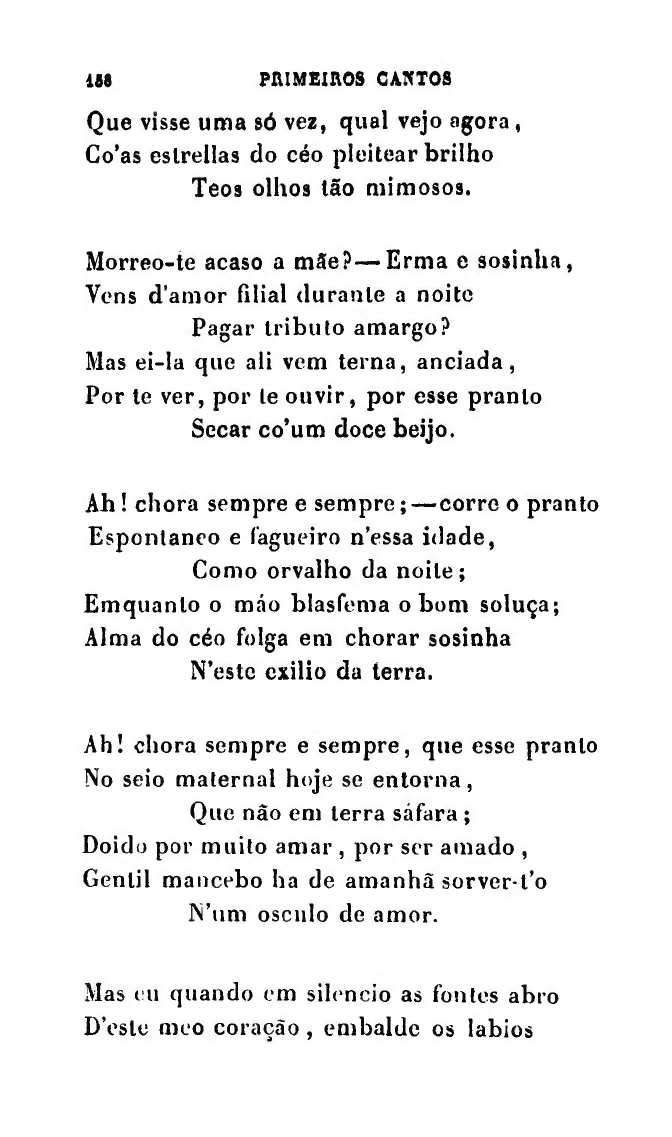 158 PRIMEIROS CANTOS
Que visse uma só vez, qual vejo agora,
Co'as estrellas do céo pleitear brilho
Teos olhos tão mimosos.
Morreo-te acaso a mãe?—Erma e sosinha,
Vens d'amor filial durante a noite
Pagar tributo amargo?
Mas ei-la que ali vem terna, anciada,
Por te ver, por te ouvir, por esse pranto
Seccar co'um doce beijo.
Ah! chora sempre e sempre;—corre o pranto
Espontaneo e fagueiro n'essa idade,
Como orvalho da noite;
Emquanto o máo blasfema o bom soluça;
Alma do céo folga em chorar sosinha
N'este exilio da terra.
Ah! chora sempre e sempre, que esse pranto
No seio maternal hoje se entorna,
Que não em terra sáfara;
Doido por muito amar, por ser amado,
Gentil mancebo ha de amanhã sorver-t'o
N'um osculo de amor.
Mas eu quando em silencio as fontes abro
D'este meo coração, embalde os labios